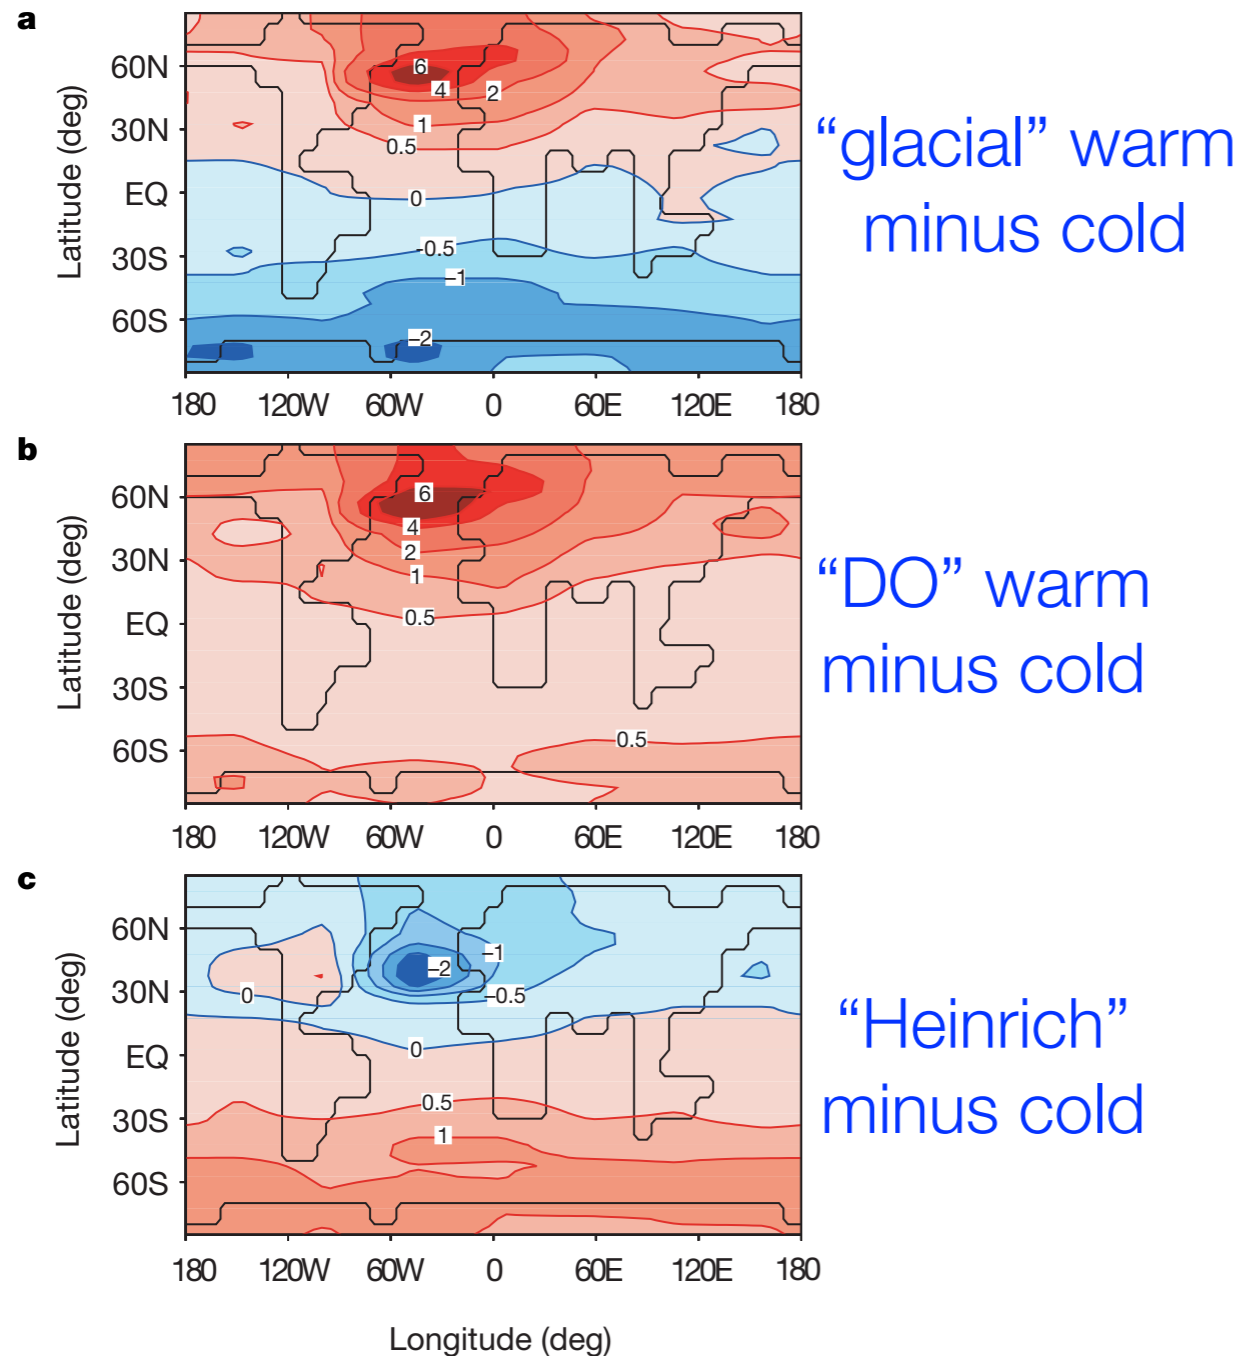 a
Latitude (deg)
60N
30N
EQ
30S
60S
6
4
2
1
0.5
0
-0.5
−1
−2
180 120W 60W 0 60E 120E 180
“glacial” warm
minus cold
b
Latitude (deg)
60N
30N
EQ
30S
60S
6
4
2
1
0.5
0.5
180 120W 60W 0 60E 120E 180
“DO” warm
minus cold
c
Latitude (deg)
60N
30N
EQ
30S
60S
−1
−2
0
−0.5
0
0.5
1
180 120W 60W 0 60E 120E 180
“Heinrich”
minus cold
Longitude (deg)